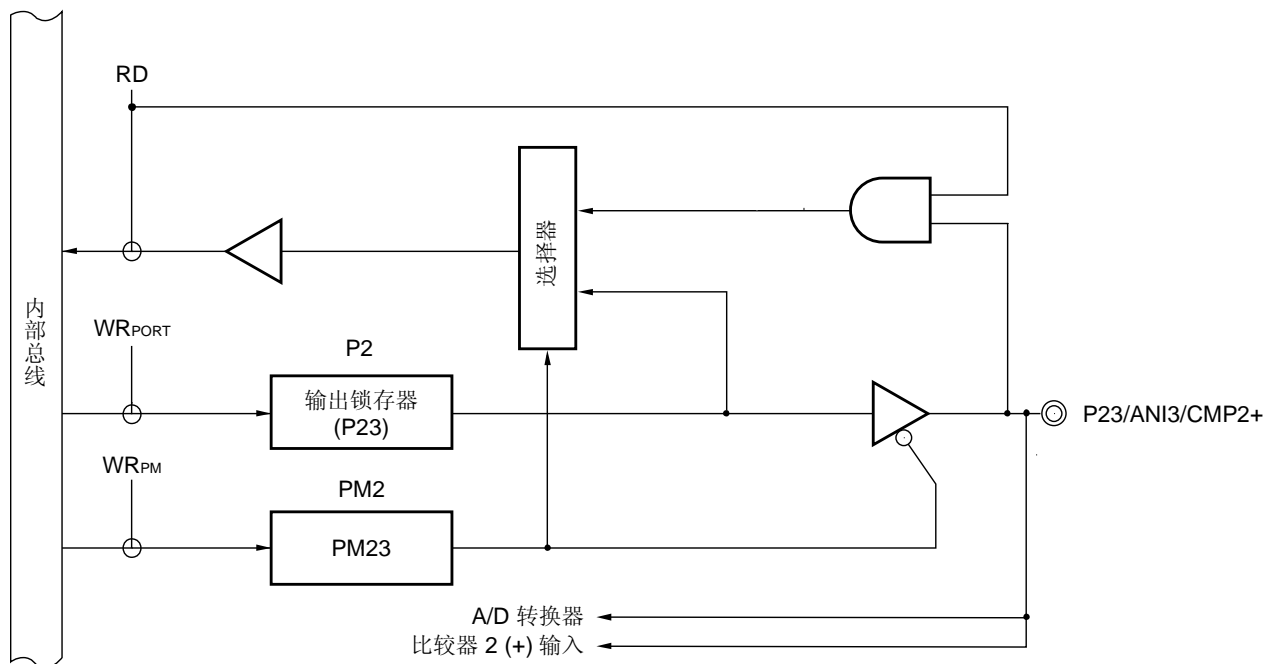 RD
选择器
内部总线
WRPORT
P2
输出锁存器
(P23)
P23/ANI3/CMP2+
WRPM
PM2
PM23
A/D 转换器
比较器 2 (+) 输入